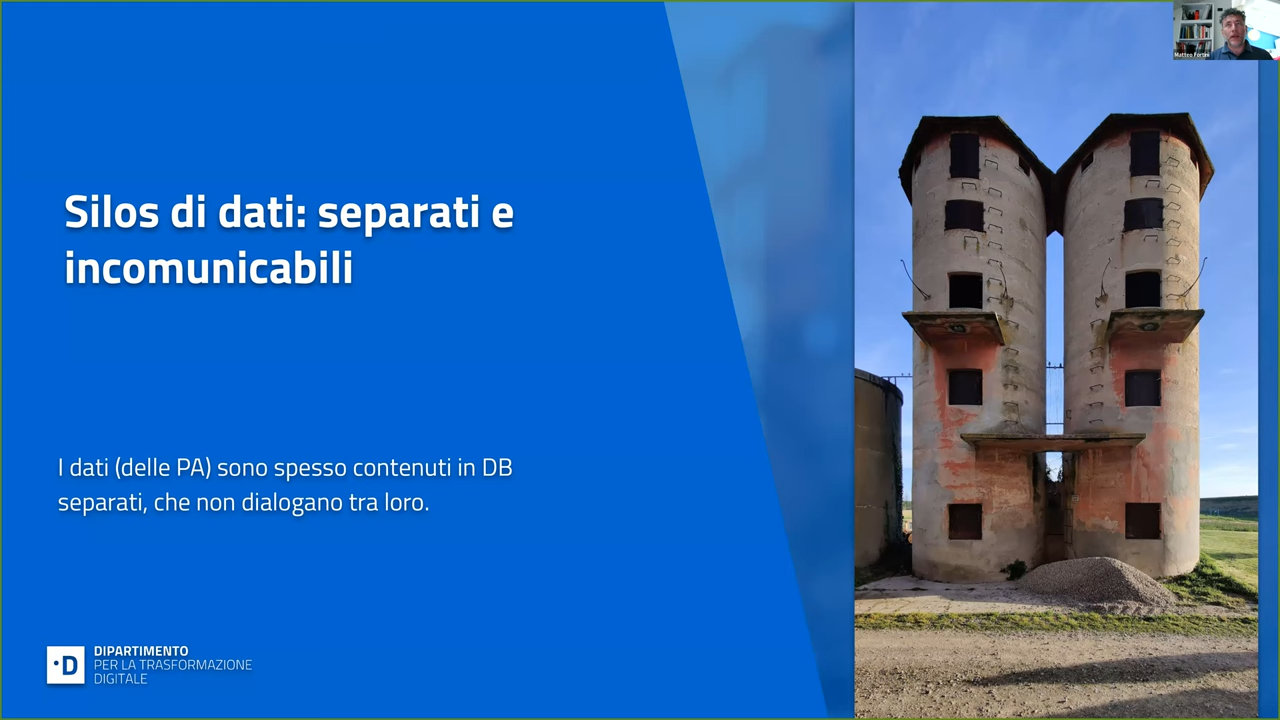 Silos di dati: separati e
incomunicabili
I dati (delle PA) sono spesso contenuti in DB
separati, che non dialogano tra loro.
·D
DIPARTIMENTO
PER LA TRASFORMAZIONE
DIGITALE
Matteo Fortini